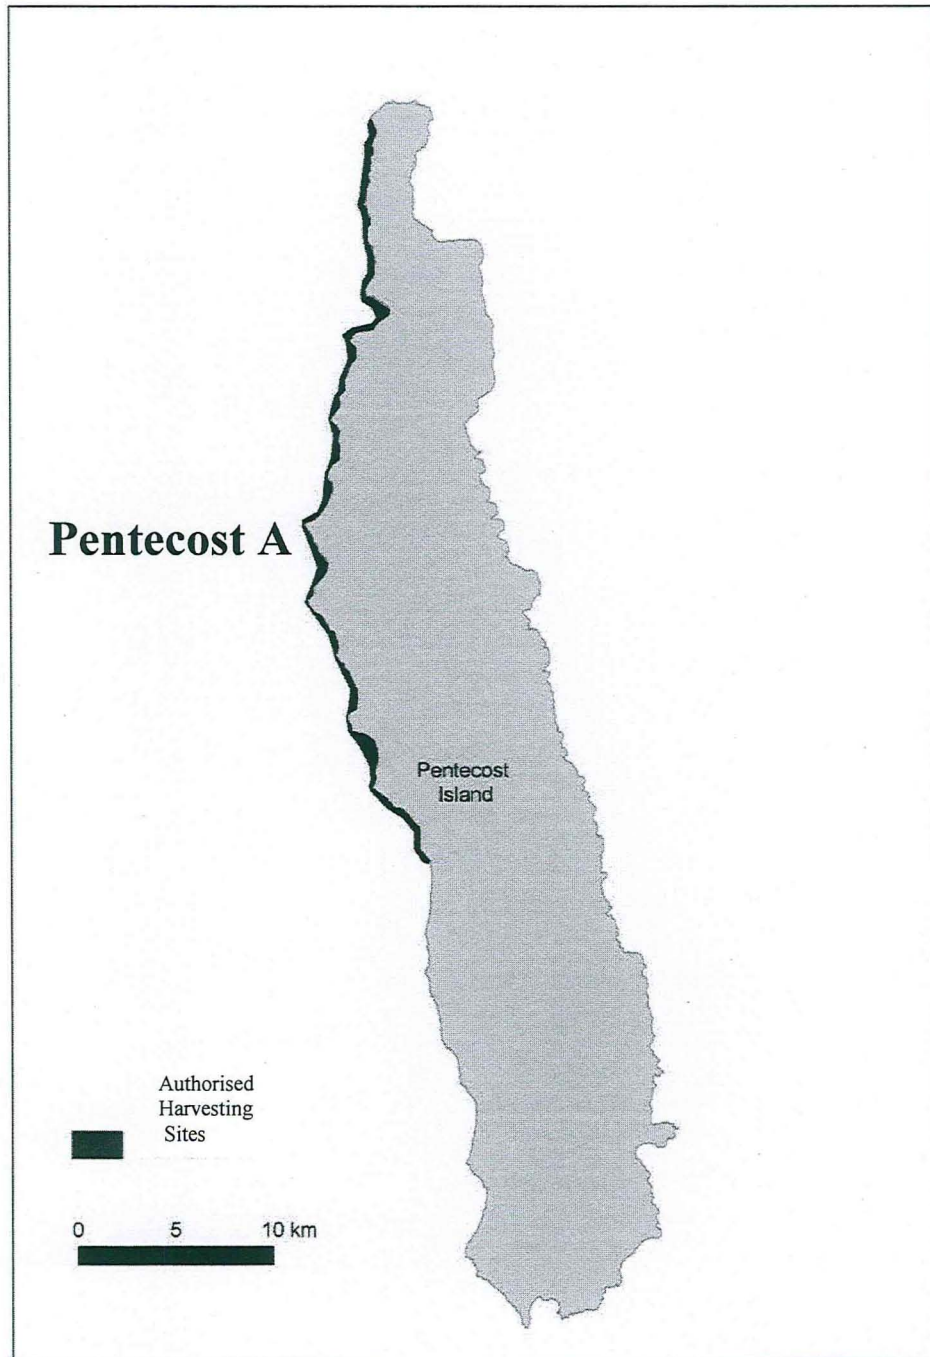 Pentecost A
Pentecost
Island
Authorised
Harvesting
Sites
0 5 10 km